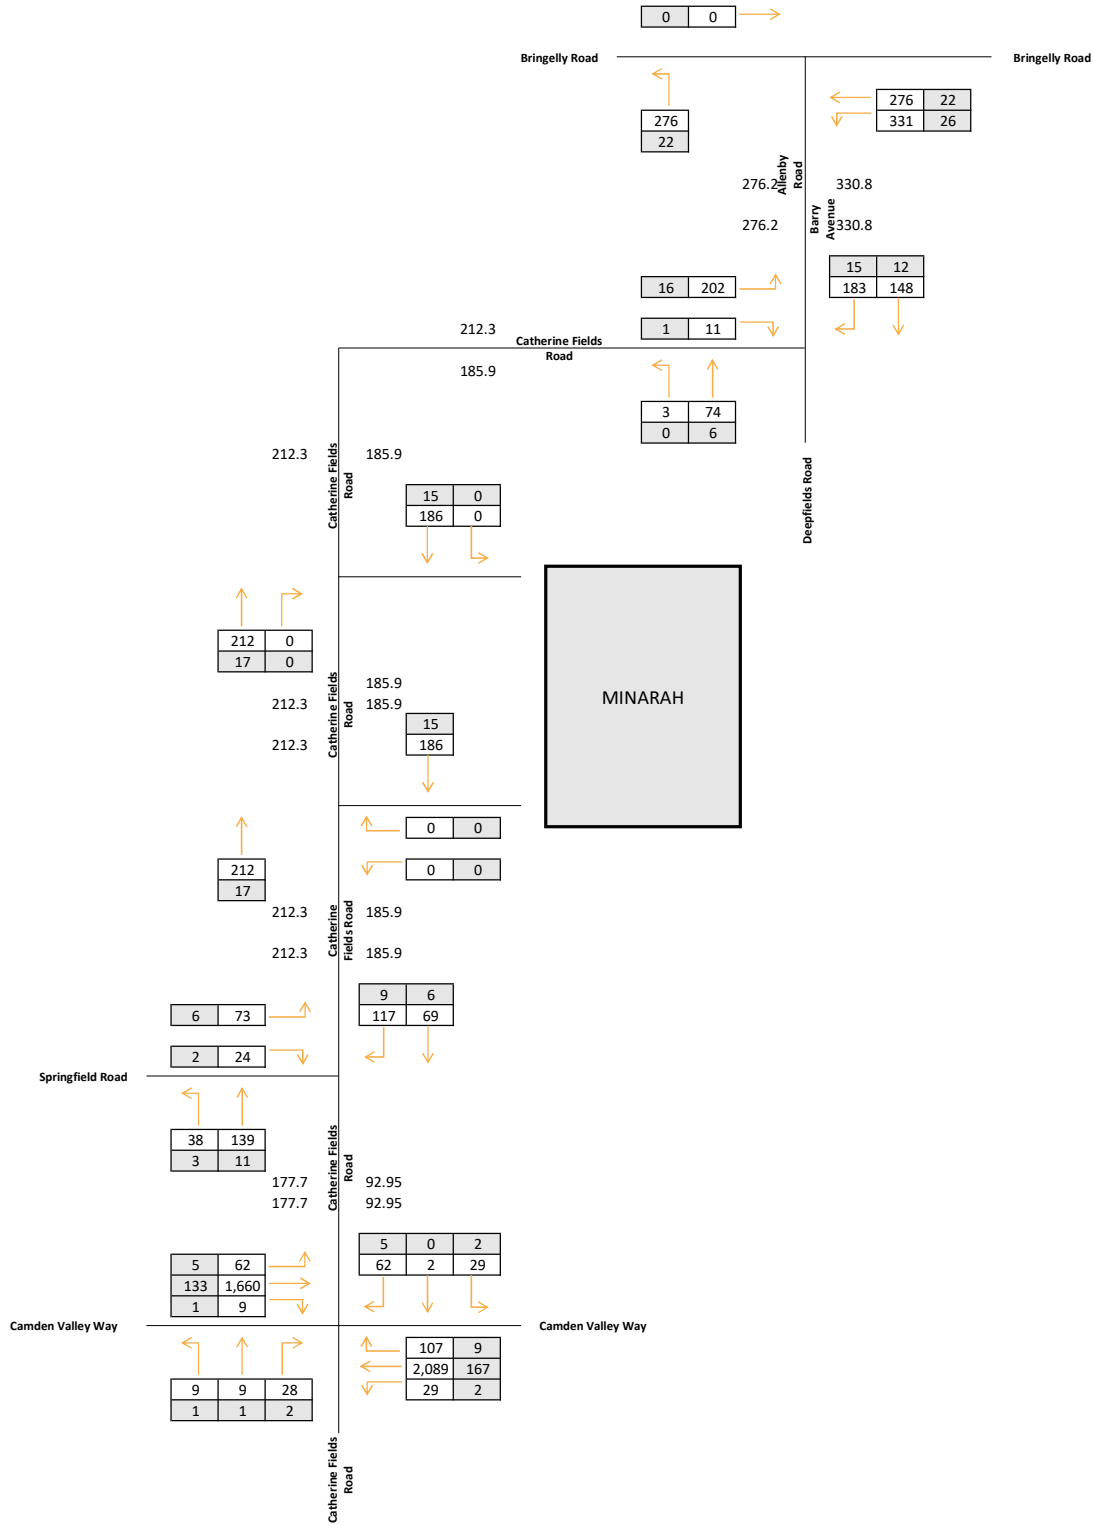 0 0
Bringelly Road
Bringelly Road
276 22
331 26
276
22
Allenby
Road
276.2 330.8
Barry
Avenue
276.2 330.8
15 12
183 148
16 202
1 11
212.3
Catherine Fields
Road
185.9
3 74
0 6
Deepfields Road
Catherine Fields
Road
212.3 185.9
15 0
186 0
212 0
17 0
MINARAH
Catherine Fields
Road
185.9
212.3 185.9
15
186
212.3
0 0
0 0
212
17
Catherine
Fields Road
212.3 185.9
212.3 185.9
9 6
117 69
6 73
2 24
Springfield Road
38 139
3 11
Catherine Fields
Road
177.7 92.95
177.7 92.95
5 0 2
62 2 29
5 62
133 1,660
1 9
Camden Valley Way
Camden Valley Way
107 9
2,089 167
29 2
9 9 28
1 1 2
Catherine Fields
Road